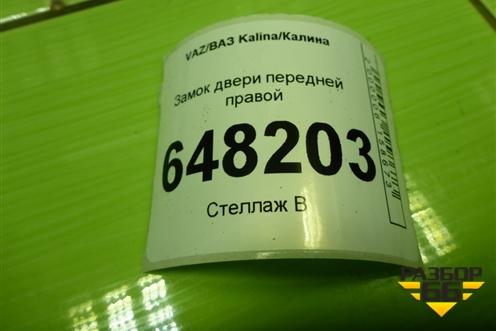 VAZ/ВАЗ Kalina/Калина
Замок двери передней
правой
648203
Стеллаж В
РАЗБОР
66